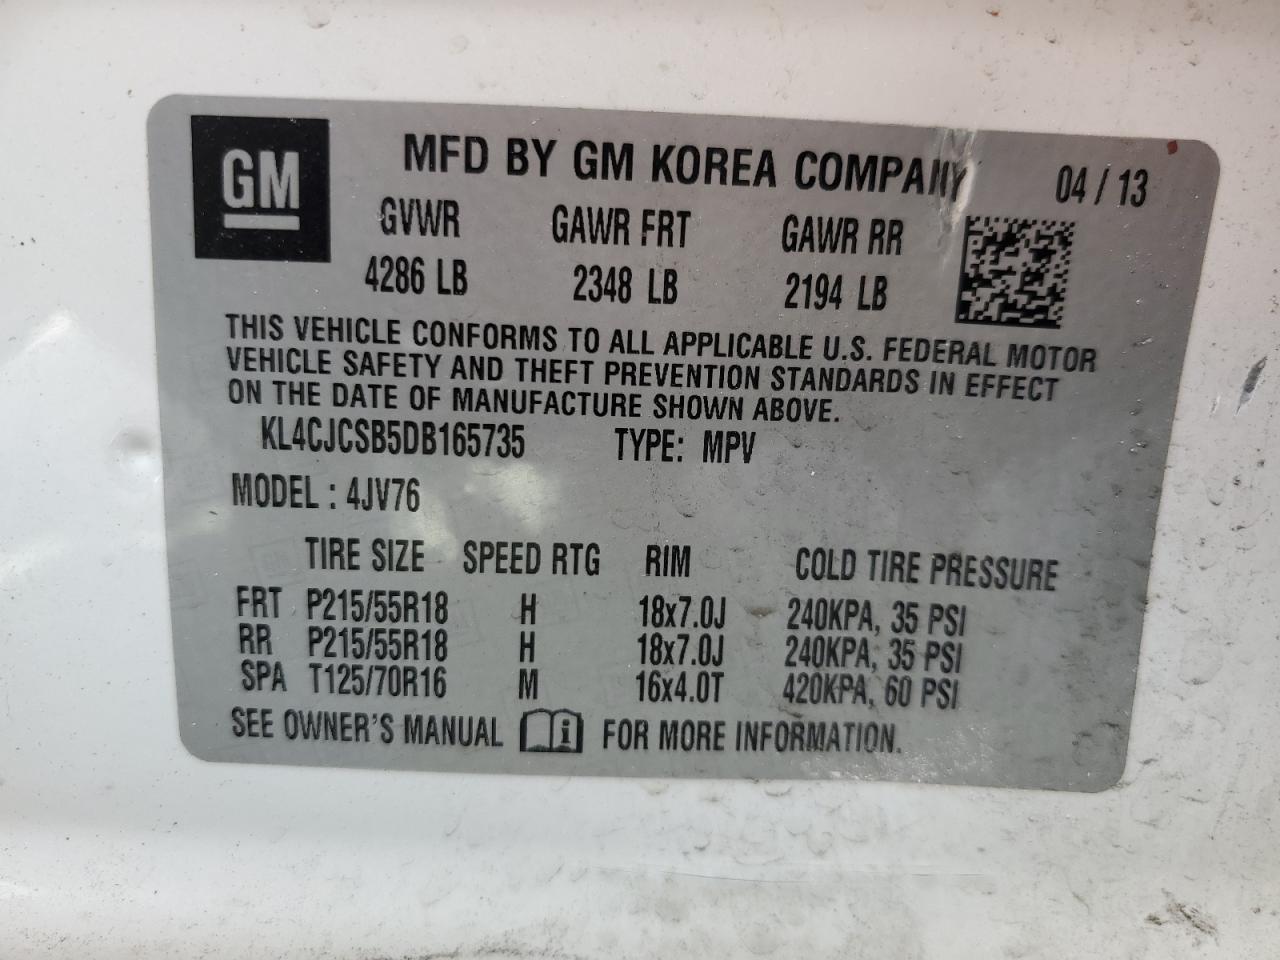 GM
MFD BY GM KOREA COMPANY 04 / 13
GVWR GAWR FRT GAWR RR
4286 LB 2348 LB 2194 LB
THIS VEHICLE CONFORMS TO ALL APPLICABLE U.S. FEDERAL MOTOR
VEHICLE SAFETY AND THEFT PREVENTION STANDARDS IN EFFECT
ON THE DATE OF MANUFACTURE SHOWN ABOVE.
KL4CJCSB5DB165735 TYPE: MPV
MODEL : 4JV76
TIRE SIZE SPEED RTG RIM COLD TIRE PRESSURE
FRT P215/55R18 H 18x7.0J 240KPA, 35 PSI
RR P215/55R18 H 18x7.0J 240KPA, 35 PSI
SPA T125/70R16 M 16x4.0T 420KPA, 60 PSI
SEE OWNER'S MANUAL i FOR MORE INFORMATION.